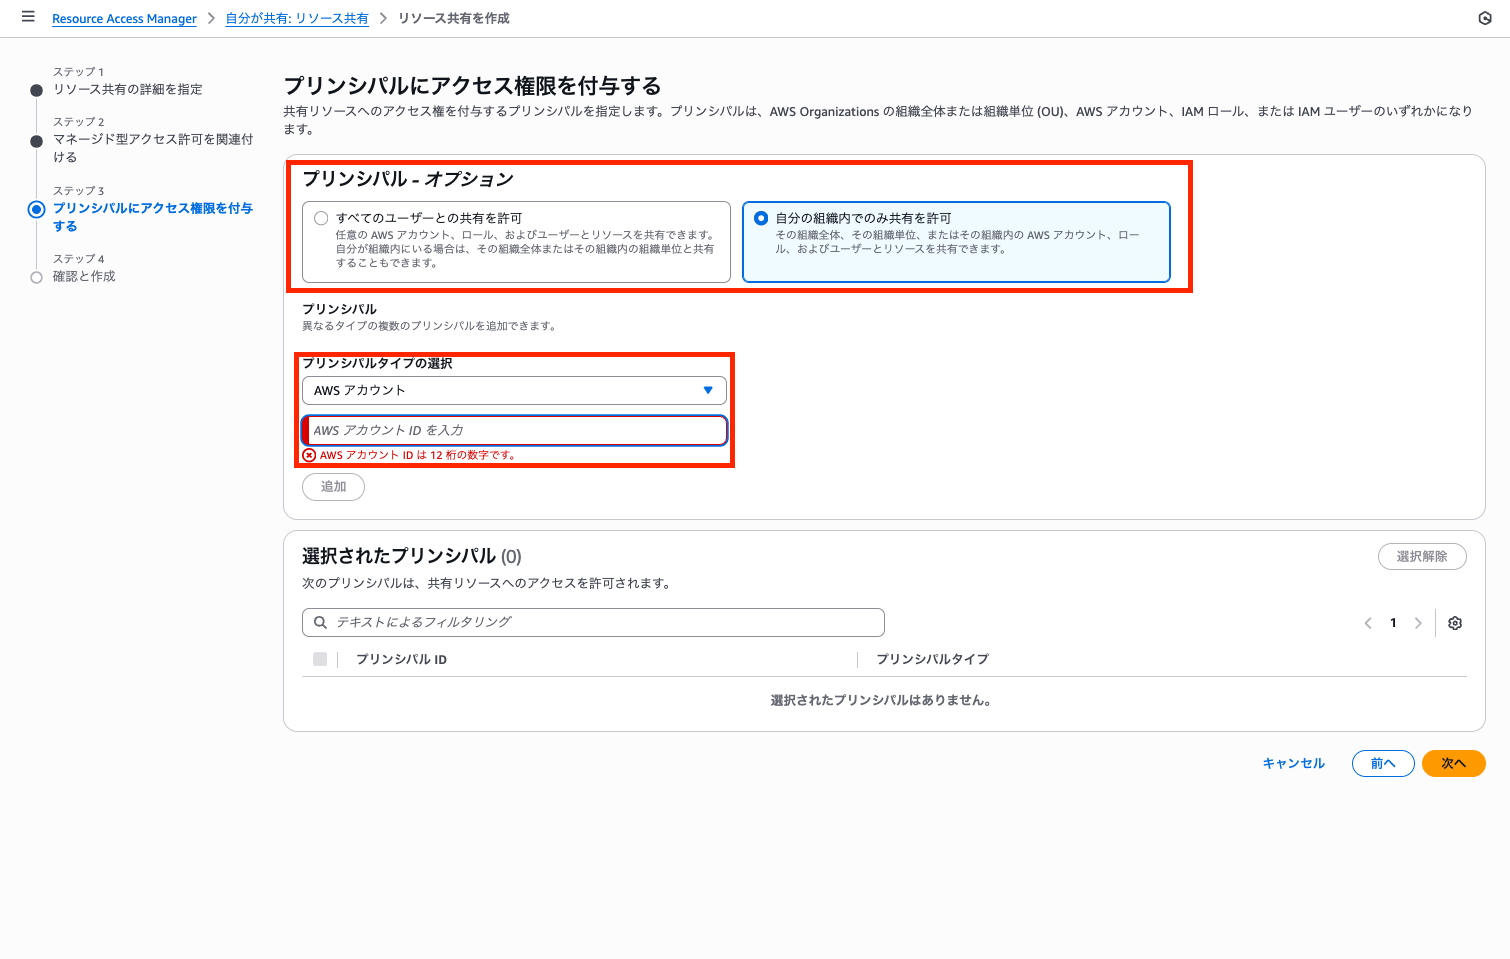 Resource Access Manager > 自分が共有: リソース共有 > リソース共有を作成
ステップ 1
リソース共有の詳細を指定
ステップ 2
マネージド型アクセス許可を関連付
ける
ステップ 3
プリンシパルにアクセス権限を付与
する
ステップ 4
確認と作成
プリンシパルにアクセス権限を付与する
共有リソースへのアクセス権を付与するプリンシパルを指定します。プリンシパルは、AWS Organizations の組織全体または組織単位 (OU)、AWS アカウント、IAM ロール、または IAM ユーザーのいずれかになり
ます。
プリンシパル - オプション
すべてのユーザーとの共有を許可
任意の AWS アカウント、ロール、およびユーザーとリソースを共有できます。
自分が組織内にいる場合は、その組織全体またはその組織内の組織単位と共有
することもできます。
自分の組織内でのみ共有を許可
その組織全体、その組織単位、またはその組織内の AWS アカウント、ロー
ル、およびユーザーとリソースを共有できます。
プリンシパル
異なるタイプの複数のプリンシパルを追加できます。
プリンシパルタイプの選択
AWS アカウント
AWS アカウント ID を入力
AWS アカウント ID は 12 桁の数字です。
追加
選択されたプリンシパル (0)
選択解除
次のプリンシパルは、共有リソースへのアクセスを許可されます。
テキストによるフィルタリング
1
プリンシパル ID
プリンシパルタイプ
選択されたプリンシパルはありません。
キャンセル
前へ
次へ